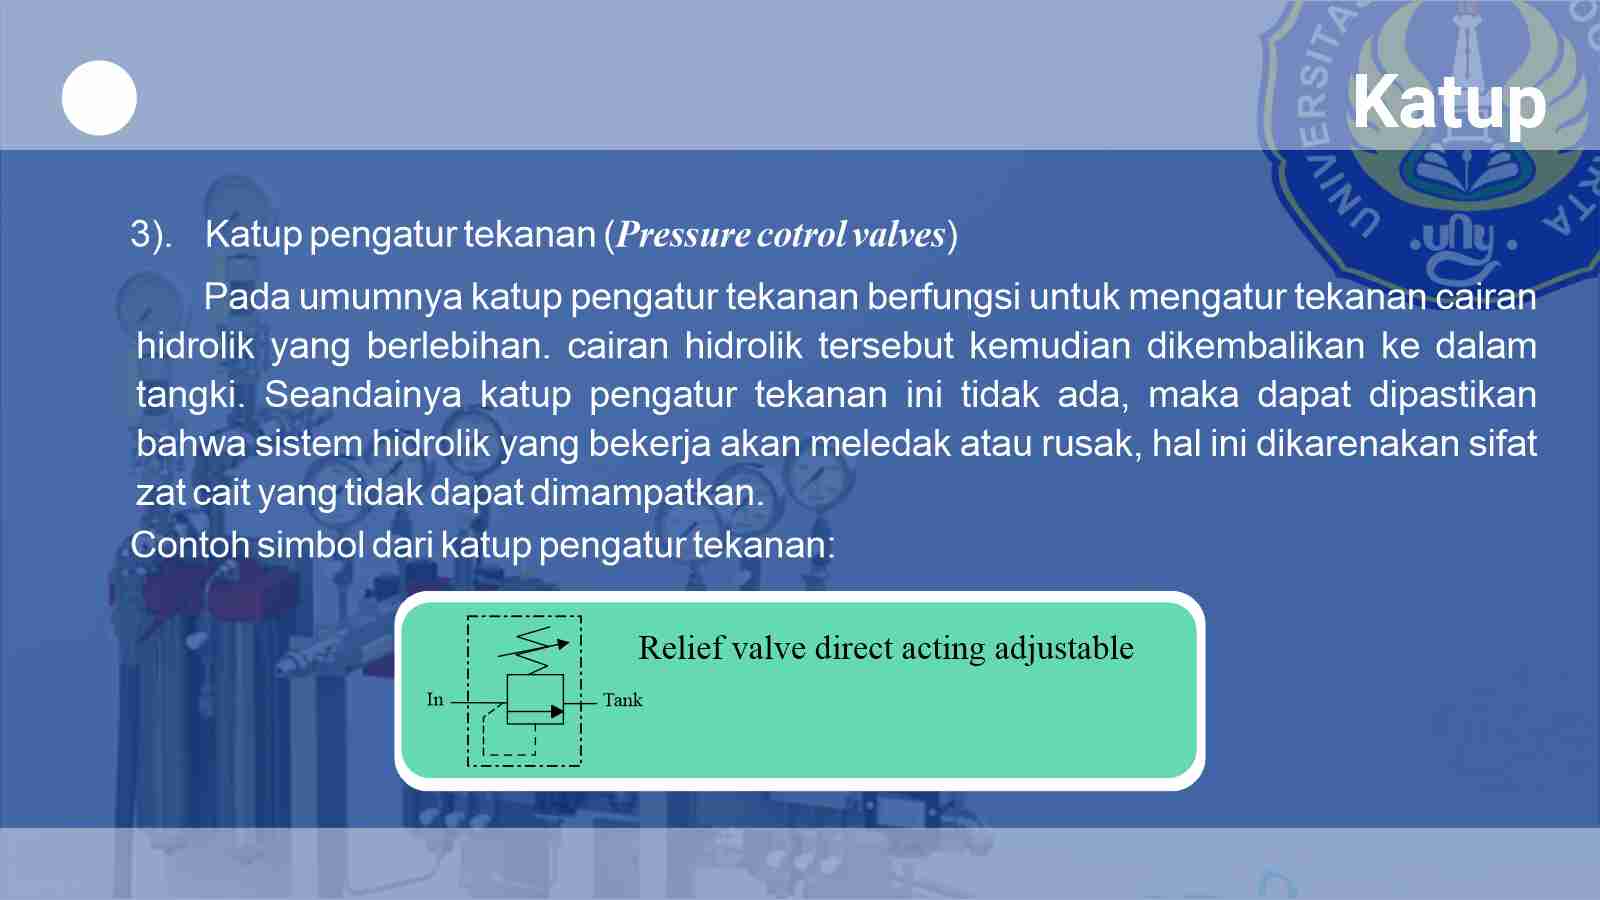 Katup
UNIVERSITAS
UNY
3). Katup pengatur tekanan (Pressure cotrol valves)
Pada umumnya katup pengatur tekanan berfungsi untuk mengatur tekanan cairan
hidrolik yang berlebihan. cairan hidrolik tersebut kemudian dikembalikan ke dalam
tangki. Seandainya katup pengatur tekanan ini tidak ada, maka dapat dipastikan
bahwa sistem hidrolik yang bekerja akan meledak atau rusak, hal ini dikarenakan sifat
zat cait yang tidak dapat dimampatkan.
Contoh simbol dari katup pengatur tekanan:
Relief valve direct acting adjustable
In
Tank